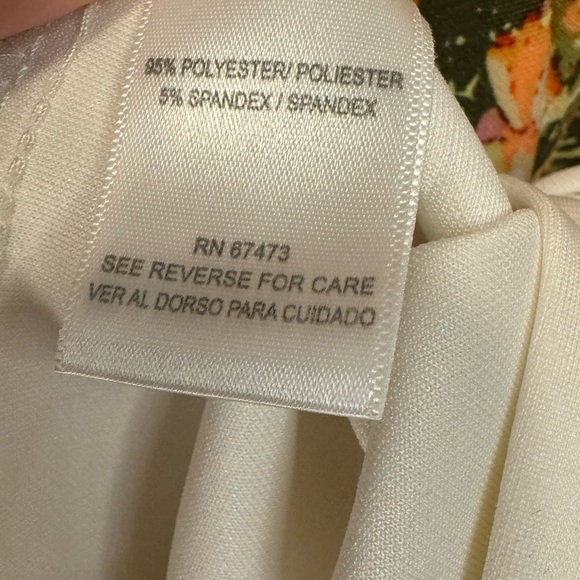 95% POLYESTER/ POLIESTER
5% SPANDEX / SPANDEX
RN 67473
SEE REVERSE FOR CARE
VER AL DORSO PARA CUIDADO